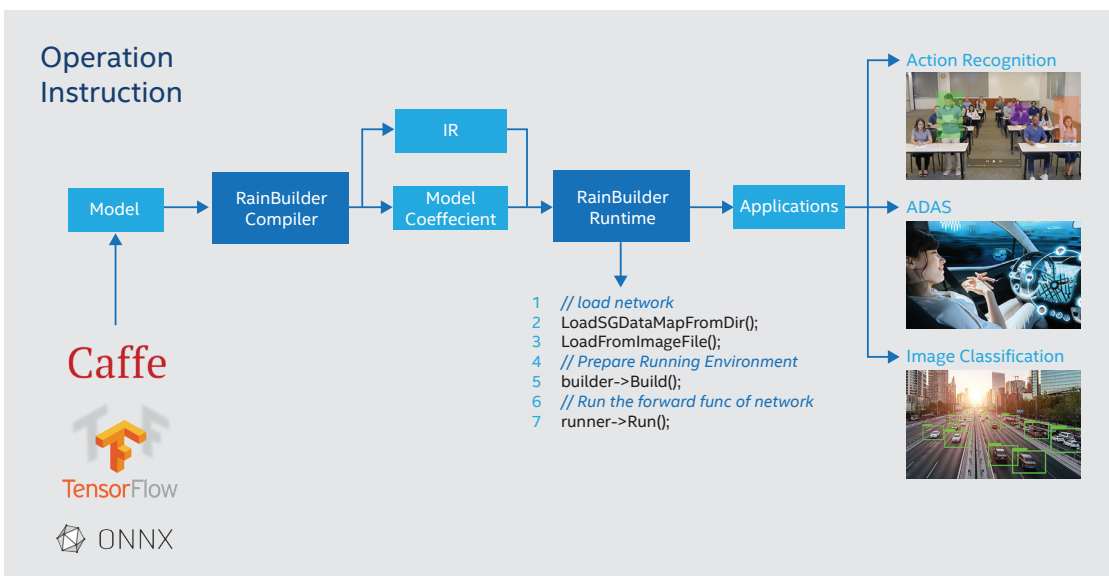 Operation
Instruction
Model
RainBuilder
Compiler
IR
Model
Coeffecient
RainBuilder
Runtime
Applications
Action Recognition
ADAS
Image Classification
1 // load network
2 LoadSGDataMapFromDir();
3 LoadFromImageFile();
4 // Prepare Running Environment
5 builder->Build();
6 // Run the forward func of network
7 runner->Run();
Caffe
TensorFlow
ONNX